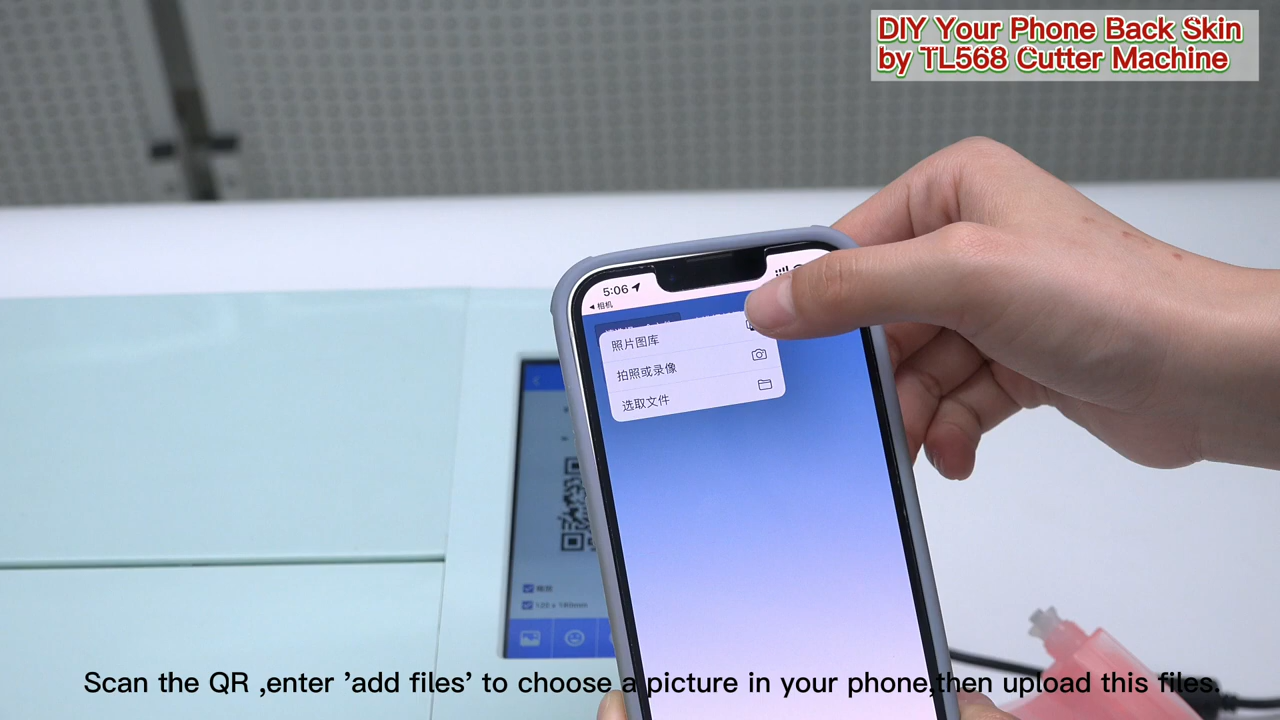 DIY Your Phone Back Skin
by TL568 Cutter Machine
5:06
相机
照片图库
拍照或录像
选取文件
Scan the QR ,enter 'add files' to choose a picture in your phone,then upload this files.